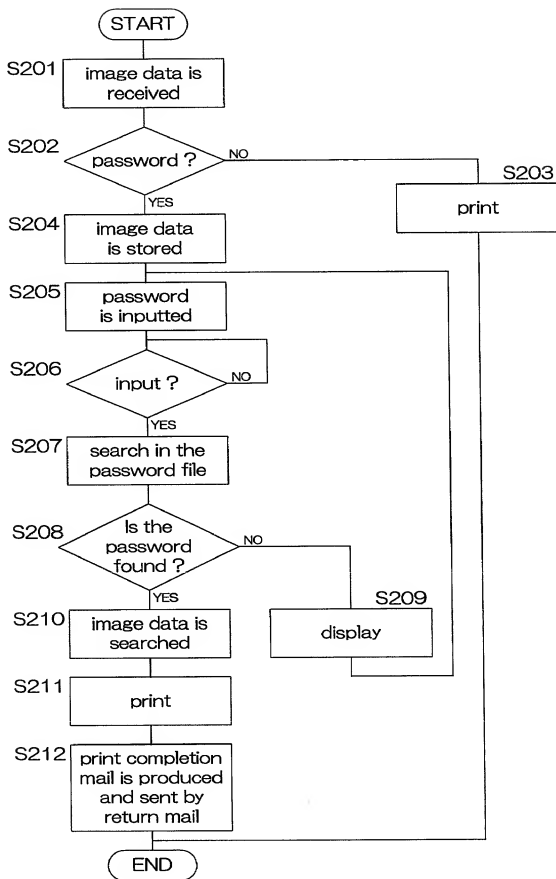 START
S201
image data is
received
S202
password ?
NO
YES
S203
print
S204
image data
is stored
S205
password
is inputted
S206
input ?
NO
YES
S207
search in the
password file
S208
Is the
password
found ?
NO
YES
S209
display
S210
image data is
searched
S211
print
S212
print completion
mail is produced
and sent by
return mail
END